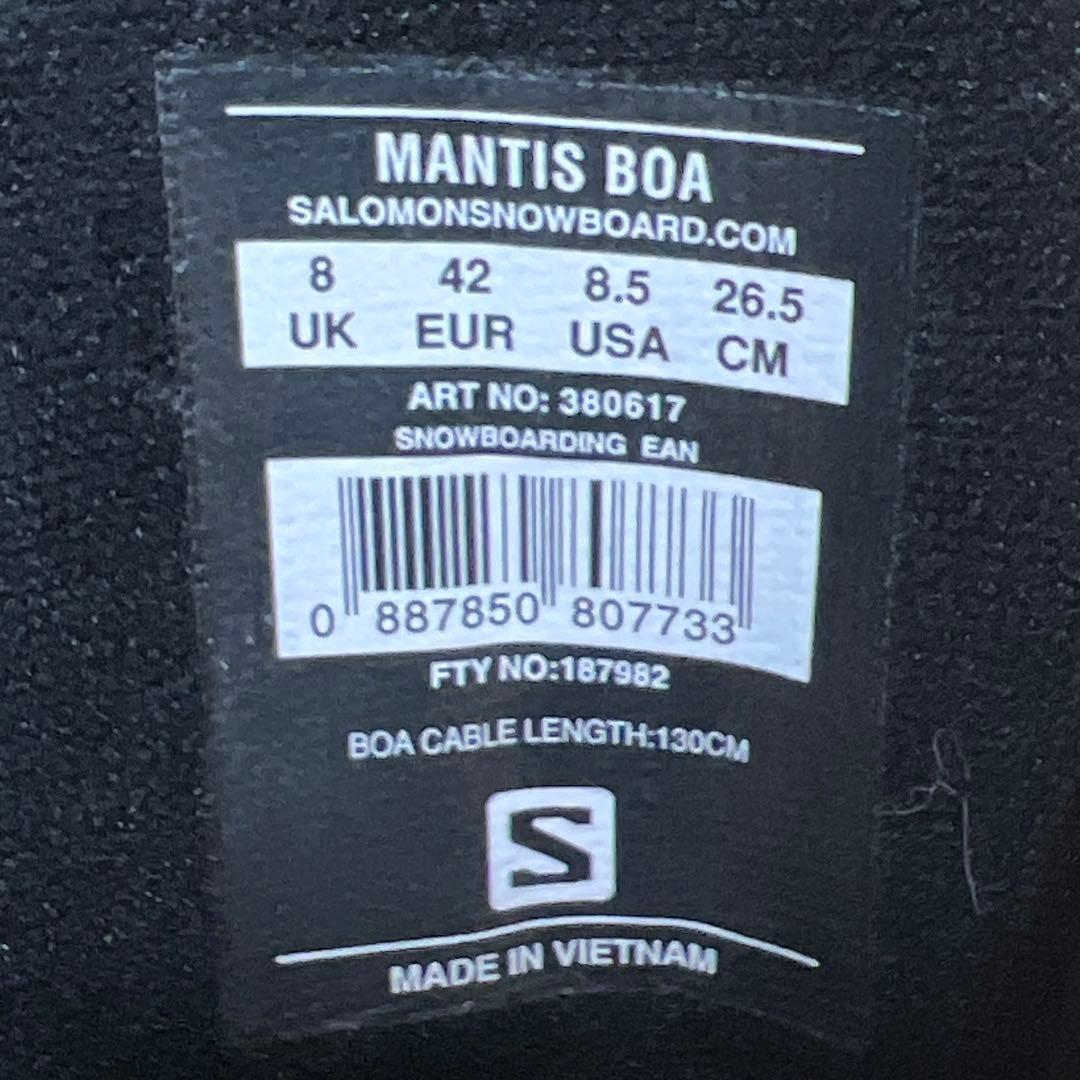 MANTIS BOA
SALOMONSNOWBOARD.COM
8 42 8.5 26.5
UK EUR USA CM
ART NO: 380617
SNOWBOARDING EAN
0 887850 807733
FTY NO:187982
BOA CABLE LENGTH:130CM
S
MADE IN VIETNAM